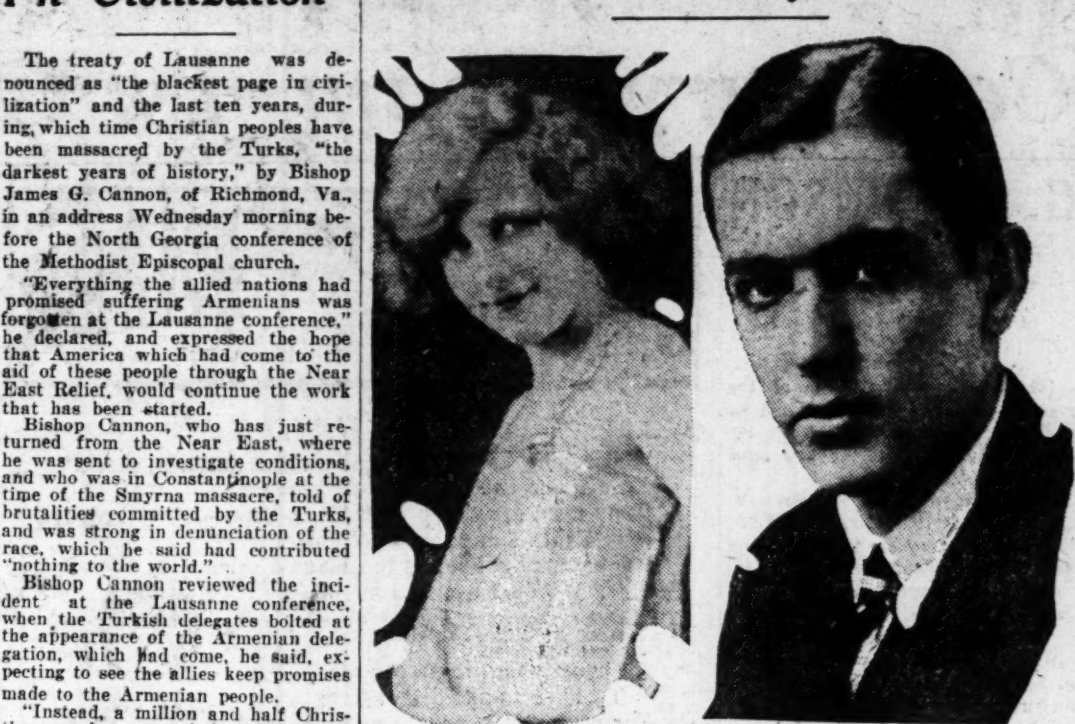 Civilization
The treaty of Lausanne was de-
nounced as "the blackest page in civi-
lization" and the last ten years, dur-
ing, which time Christian peoples have
been massacred by the Turks, "the
darkest years of history," by Bishop
James G. Cannon, of Richmond, Va.,
in an address Wednesday morning be-
fore the North Georgia conference of
the Methodist Episcopal church.
"Everything the allied nations had
promised suffering Armenians was
forgotten at the Lausanne conference,"
he declared, and expressed the hope
that America which had come to the
aid of these people through the Near
East Relief, would continue the work
that has been started.
Bishop Cannon, who has just re-
turned from the Near East, where
he was sent to investigate conditions,
and who was in Constantinople at the
time of the Smyrna massacre, told of
brutalities committed by the Turks,
and was strong in denunciation of the
race, which he said had contributed
"nothing to the world."
Bishop Cannon reviewed the inci-
dent at the Lausanne conference,
when the Turkish delegates bolted at
the appearance of the Armenian dele-
gation, which had come, he said, ex-
pecting to see the allies keep promises
made to the Armenian people.
"Instead, a million and half Chris-